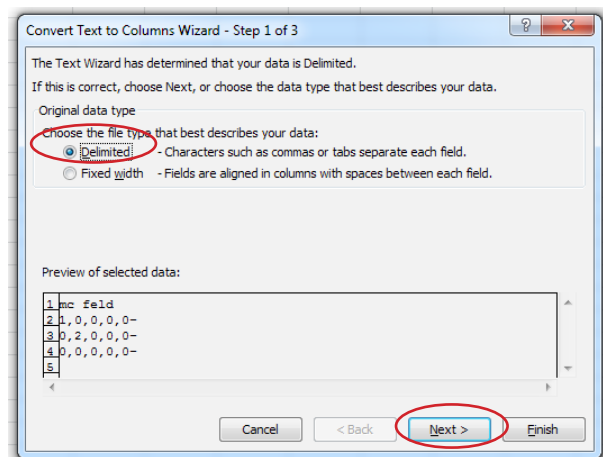 Convert Text to Columns Wizard - Step 1 of 3
The Text Wizard has determined that your data is Delimited.
If this is correct, choose Next, or choose the data type that best describes your data.
Original data type
Choose the file type that best describes your data:
Delimited - Characters such as commas or tabs separate each field.
Fixed width - Fields are aligned in columns with spaces between each field.
Preview of selected data:
1 mc feld
2 1,0,0,0,0-
3 0,2,0,0,0-
4 0,0,0,0,0-
5
Cancel < Back Next > Finish